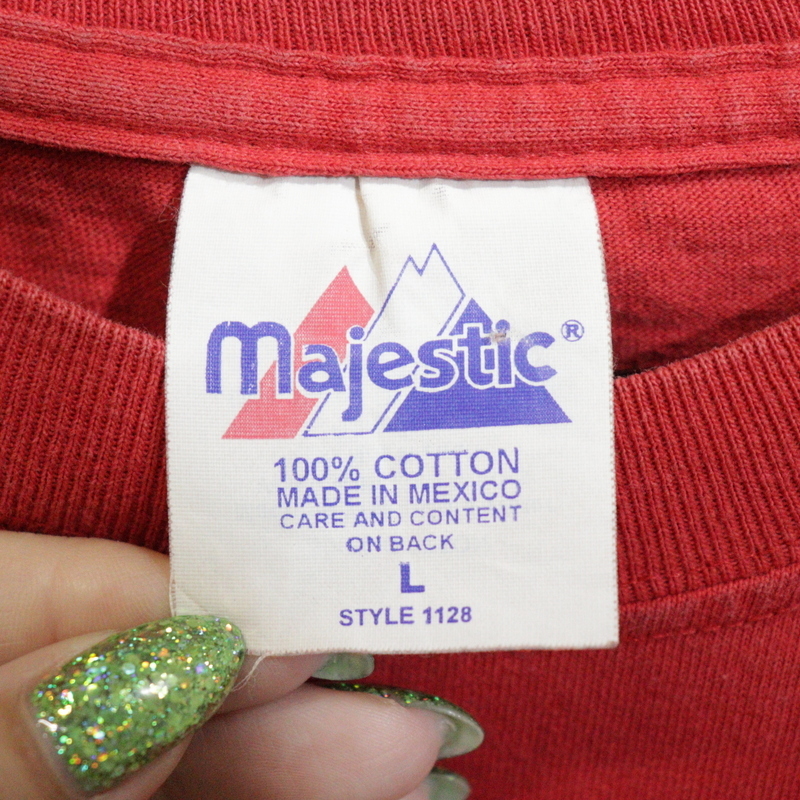 majestic®
100% COTTON
MADE IN MEXICO
CARE AND CONTENT
ON BACK
L
STYLE 1128